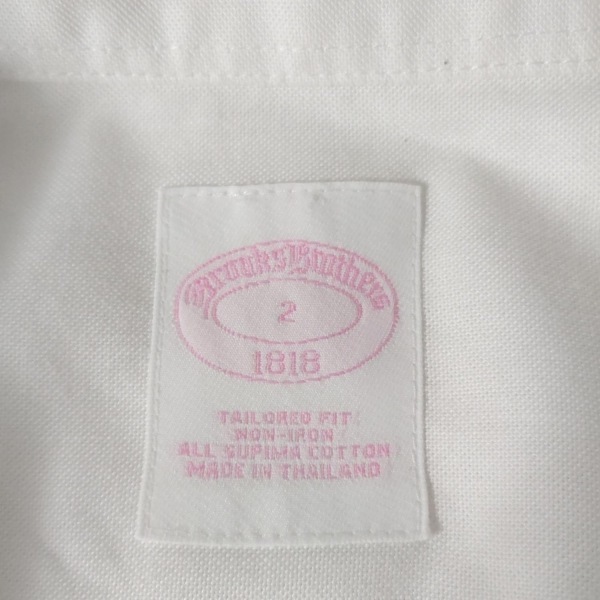 Brooks Brothers
2
1818
TAILORED FIT
NON-IRON
ALL SUPIMA COTTON
MADE IN THAILAND